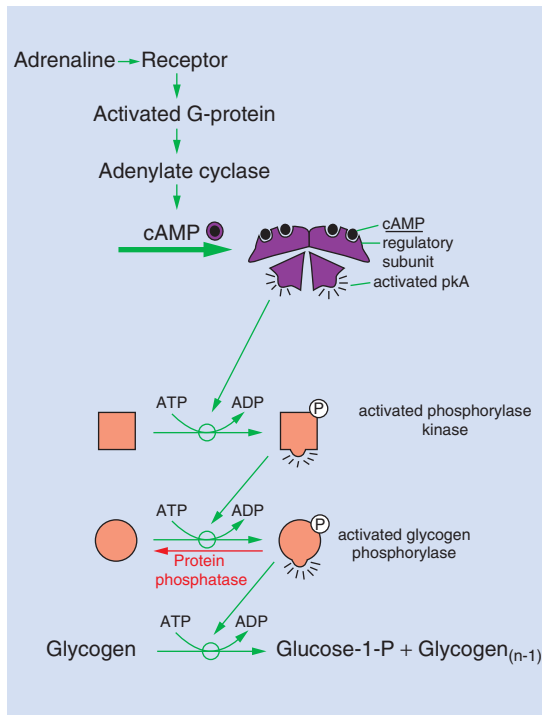 Adrenaline → Receptor
Activated G-protein
Adenylate cyclase
cAMP
cAMP
regulatory
subunit
activated pkA
ATP ADP
P
activated phosphorylase
kinase
ATP ADP
P
activated glycogen
phosphorylase
Protein
phosphatase
ATP ADP
Glycogen Glucose-1-P + Glycogen(n-1)